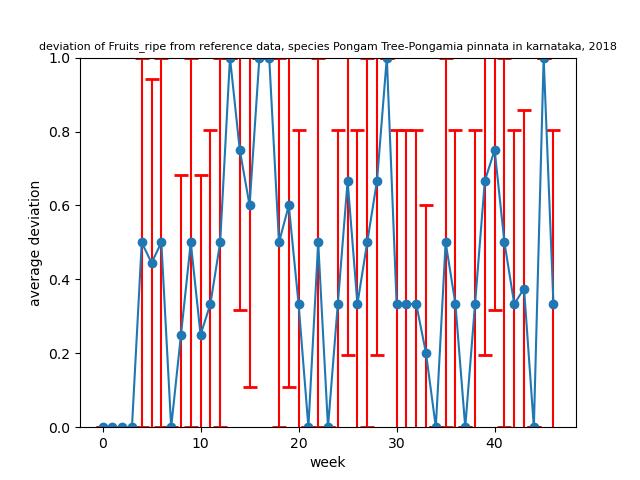 deviation of Fruits_ripe from reference data, species Pongam Tree-Pongamia pinnata in karnataka, 2018
1.0
0.8
0.6
0.4
0.2
0.0
average deviation
0 10 20 30 40
week